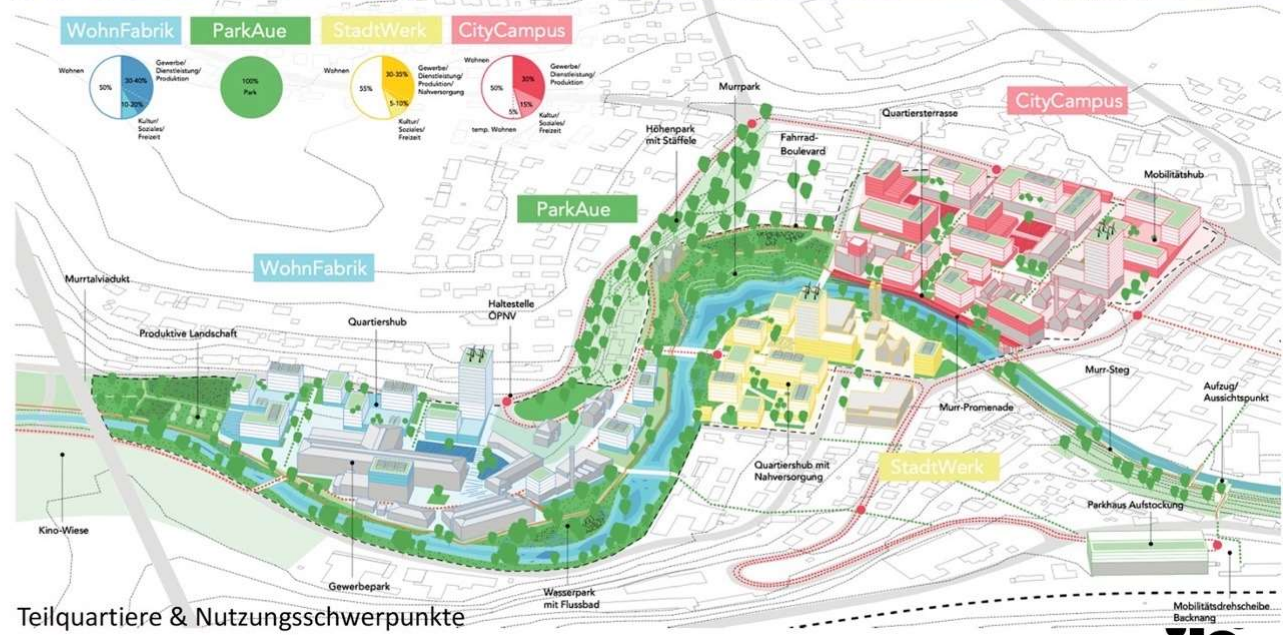 WohnFabrik
ParkAue
StadtWerk
CityCampus
Wohnen
50%
30-40%
10-20%
Gewerbe/
Dienstleistung/
Produktion
Kultur/
Soziales/
Freizeit
100%
Park
Wohnen
55%
30-35%
5-10%
Gewerbe/
Dienstleistung/
Produktion/
Nahversorgung
Kultur/
Soziales/
Freizeit
Wohnen
50%
30%
15%
5%
temp. Wohnen
Gewerbe/
Dienstleistung/
Produktion
Kultur/
Soziales/
Freizeit
Murrpark
CityCampus
Quartiersterrasse
Höhenpark
mit Stäffele
Fahrrad-
Boulevard
Mobilitätshub
ParkAue
WohnFabrik
Murrtalviadukt
Haltestelle
ÖPNV
Produktive Landschaft
Quartiershub
Murr-Steg
Aufzug/
Aussichtspunkt
Murr-Promenade
Quartiershub mit
Nahversorgung
StadtWerk
Parkhaus Aufstockung
Kino-Wiese
Gewerbepark
Wasserpark
mit Flussbad
Mobilitätsdrehscheibe
Backnang
Teilquartiere & Nutzungsschwerpunkte